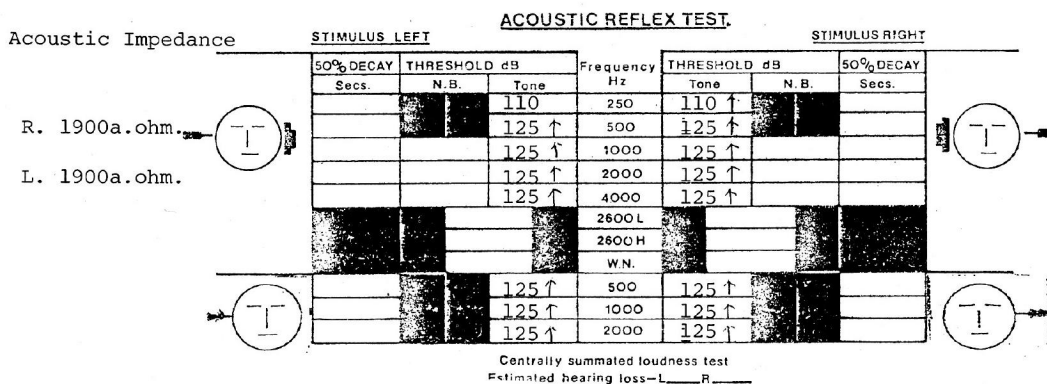 ACOUSTIC REFLEX TEST.
Acoustic Impedance
STIMULUS LEFT STIMULUS RIGHT
50% DECAY THRESHOLD dB Frequency THRESHOLD dB 50% DECAY
Secs. N.B. Tone Hz Tone N.B. Secs.
110 250 110 ↑
R. 1900a.ohm. 125 ↑ 500 125 ↑
125 ↑ 1000 125 ↑
L. 1900a.ohm. 125 ↑ 2000 125 ↑
125 ↑ 4000 125 ↑
2600 L
2600 H
W.N.
125 ↑ 500 125 ↑
125 ↑ 1000 125 ↑
125 ↑ 2000 125 ↑
Centrally summated loudness test
Estimated hearing loss—L____R____